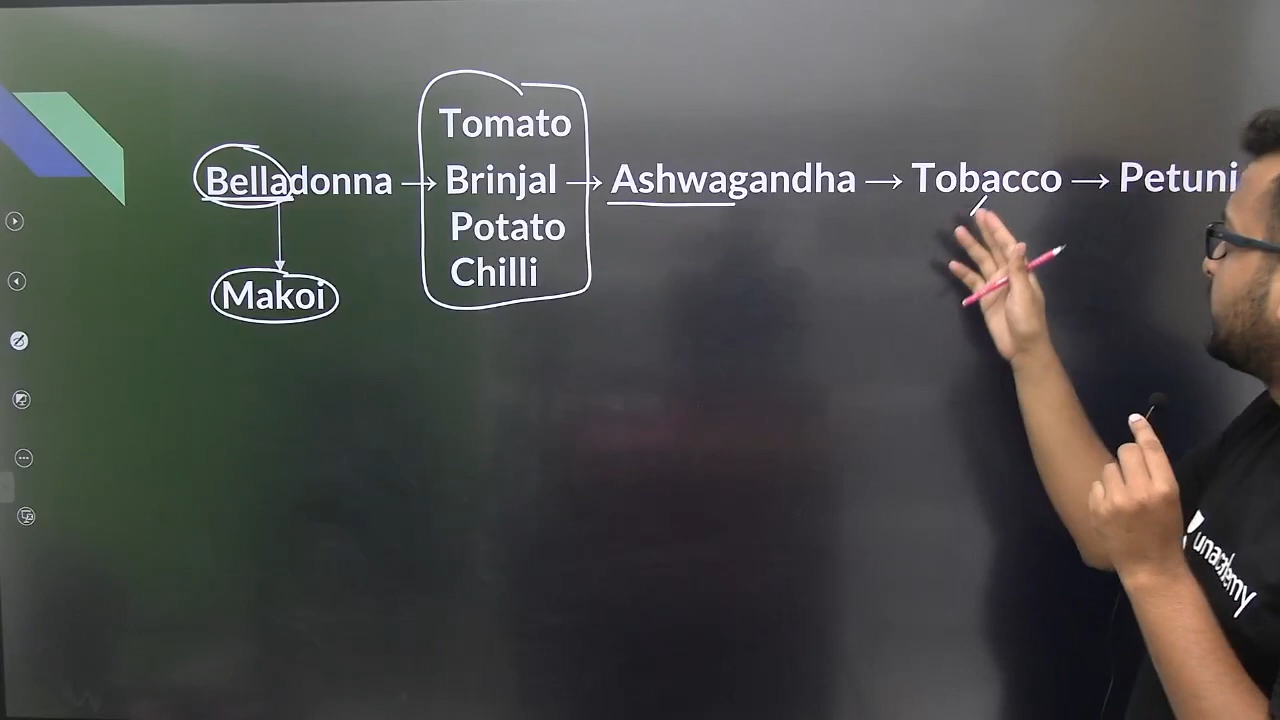 Tomato
Belladonna → Brinjal → Ashwagandha → Tobacco → Petuni
Potato
Chilli
Makoi
unacademy